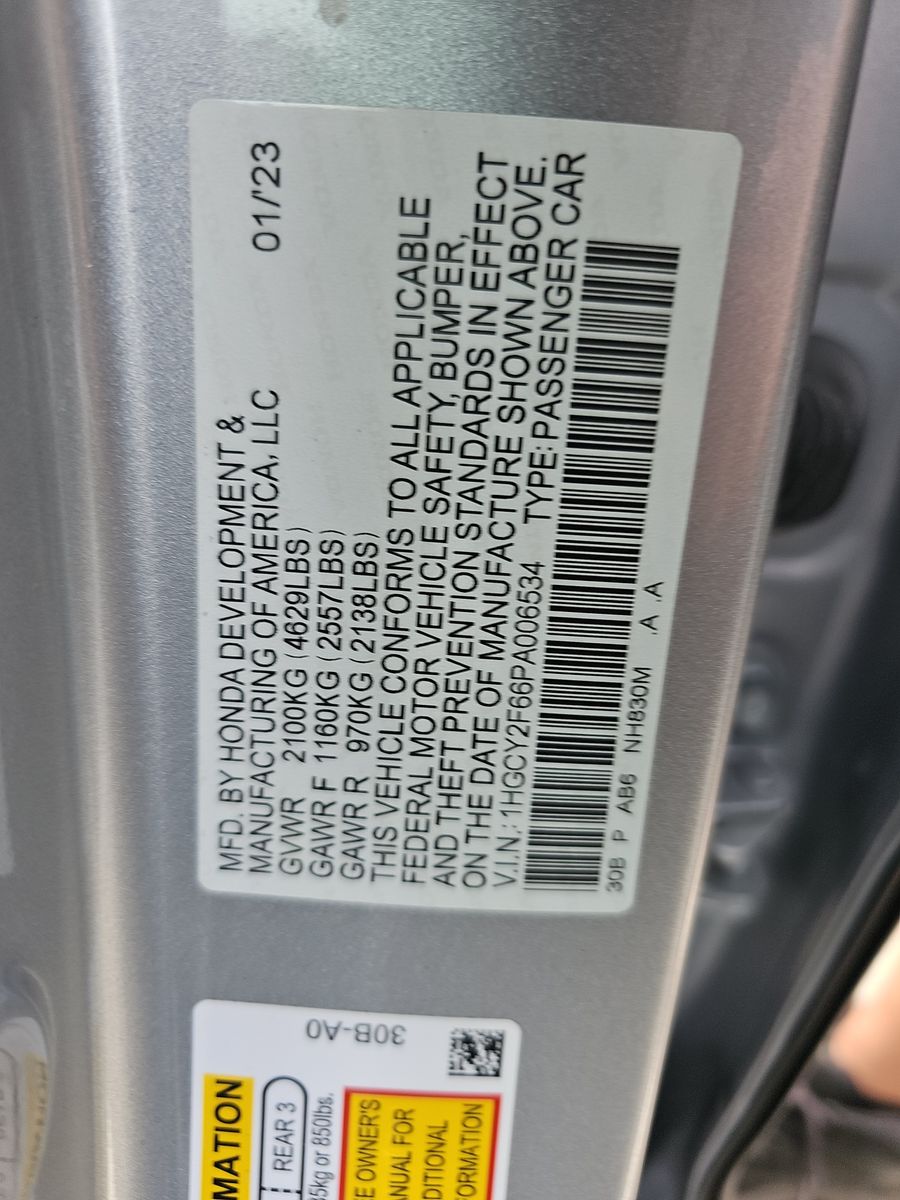 MFD. BY HONDA DEVELOPMENT &
MANUFACTURING OF AMERICA, LLC 01/'23
GVWR 2100KG (4629LBS)
GAWR F 1160KG (2557LBS)
GAWR R 970KG (2138LBS)
THIS VEHICLE CONFORMS TO ALL APPLICABLE
FEDERAL MOTOR VEHICLE SAFETY, BUMPER,
AND THEFT PREVENTION STANDARDS IN EFFECT
ON THE DATE OF MANUFACTURE SHOWN ABOVE.
V.I.N.: 1HGCY2F66PA006534 TYPE: PASSENGER CAR
30B P AB6 NH830M .A .A
30B-A0
MATION
REAR 3
5kg or 850lbs.
E OWNER'S
ANUAL FOR
DITIONAL
FORMATION